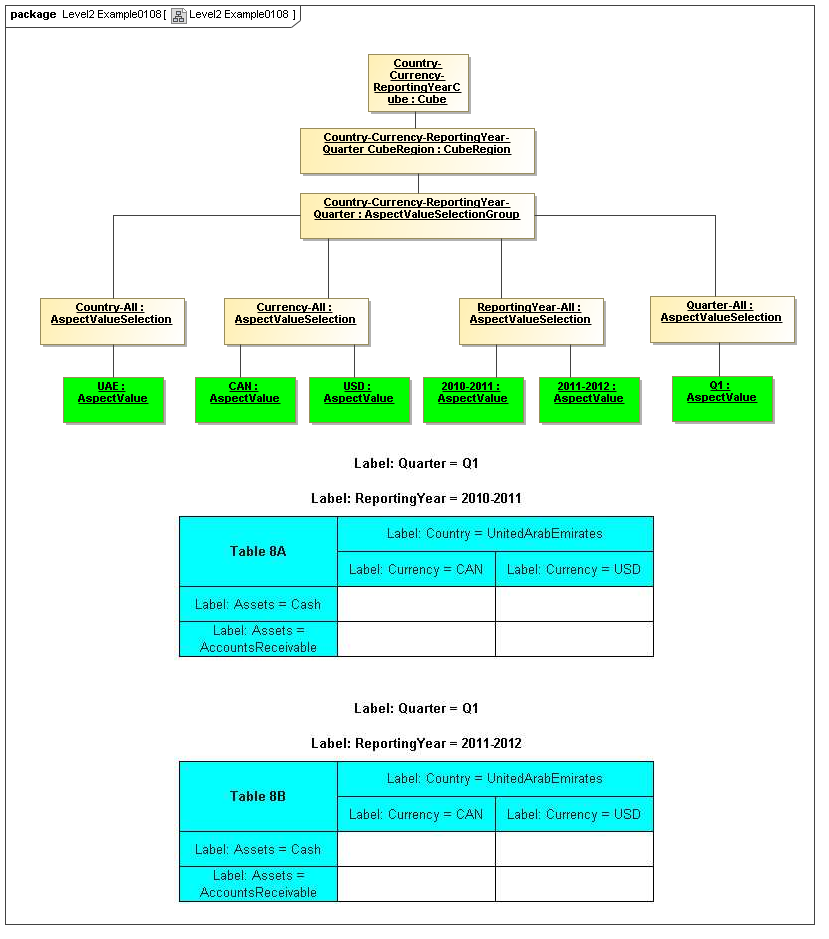 package Level2 Example0108 [ Level2 Example0108 ]
Country-
Currency-
ReportingYearC
ube : Cube
Country-Currency-ReportingYear-
Quarter CubeRegion : CubeRegion
Country-Currency-ReportingYear-
Quarter : AspectValueSelectionGroup
Country-All :
AspectValueSelection
Currency-All :
AspectValueSelection
ReportingYear-All :
AspectValueSelection
Quarter-All :
AspectValueSelection
UAE :
AspectValue
CAN :
AspectValue
USD :
AspectValue
2010-2011 :
AspectValue
2011-2012 :
AspectValue
Q1 :
AspectValue
Label: Quarter = Q1
Label: ReportingYear = 2010-2011
Table 8A
Label: Country = UnitedArabEmirates
Label: Currency = CAN
Label: Currency = USD
Label: Assets = Cash
Label: Assets =
AccountsReceivable
Label: Quarter = Q1
Label: ReportingYear = 2011-2012
Table 8B
Label: Country = UnitedArabEmirates
Label: Currency = CAN
Label: Currency = USD
Label: Assets = Cash
Label: Assets =
AccountsReceivable